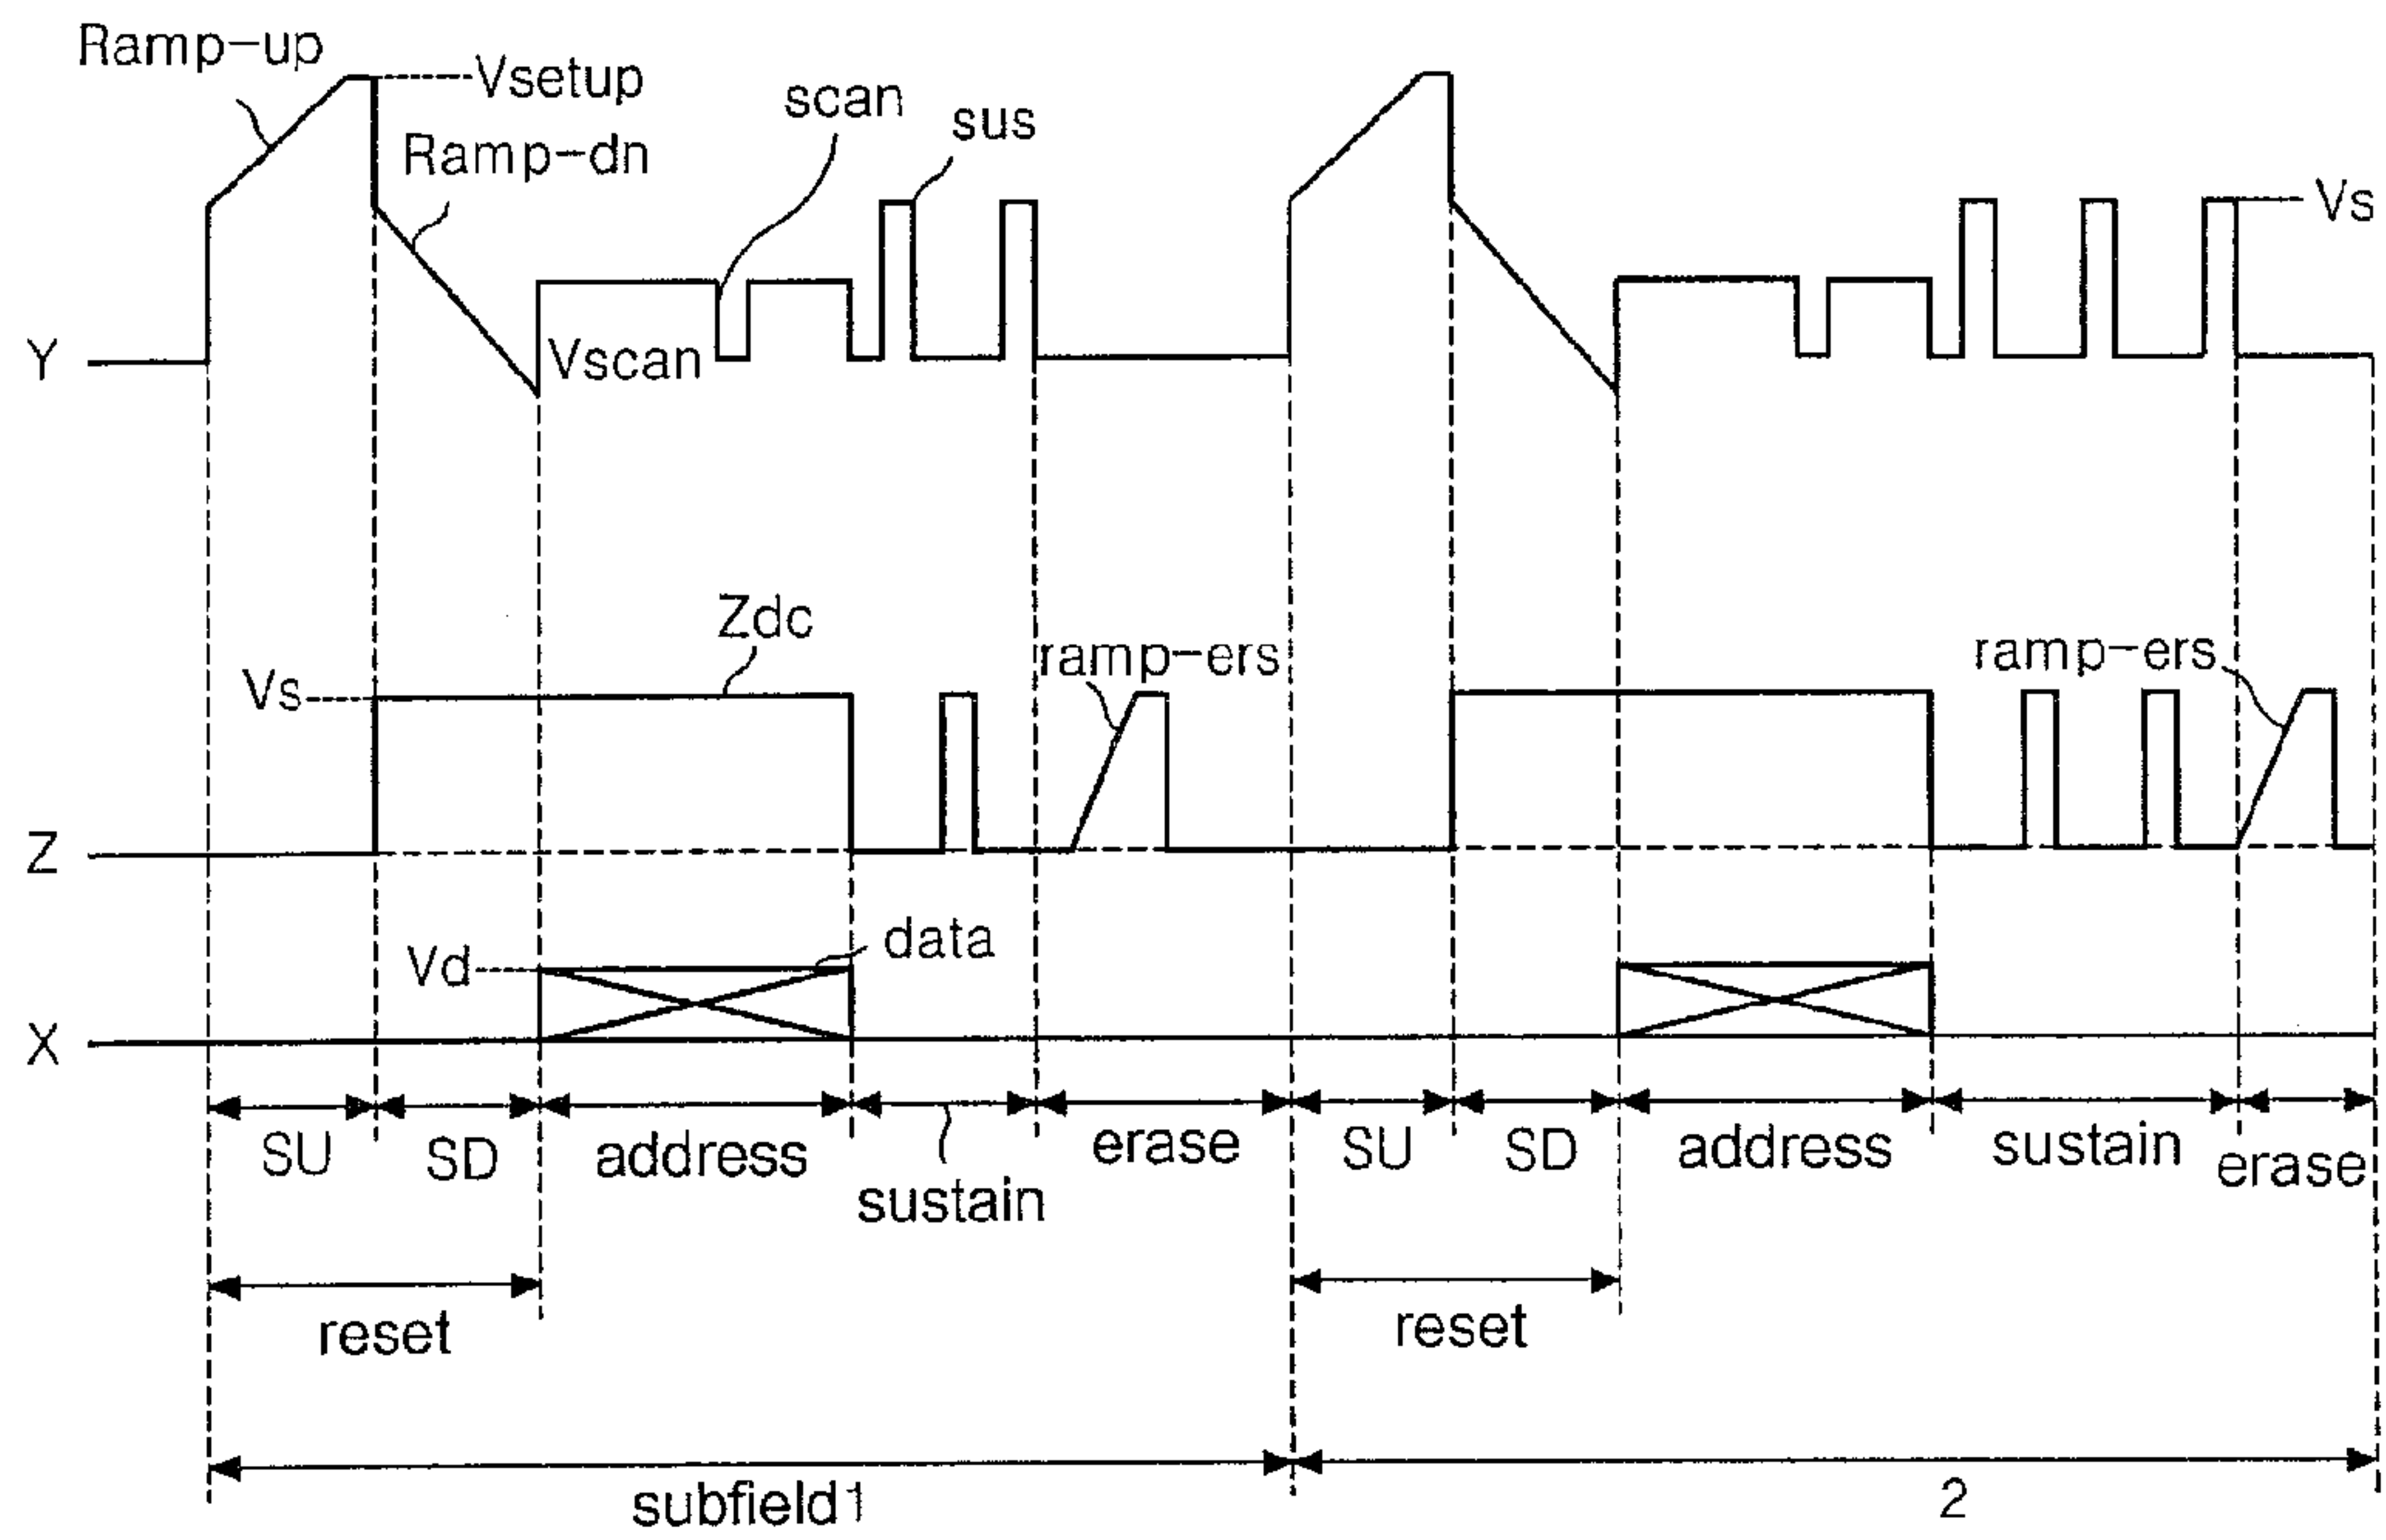 Ramp-up
Vsetup
scan
sus
Ramp-dn
Vs
Y
Vscan
Zdc
ramp-ers
ramp-ers
Vs
Z
data
Vd
X
SU
SD
address
sustain
erase
SU
SD
address
sustain
erase
reset
reset
subfield1
2